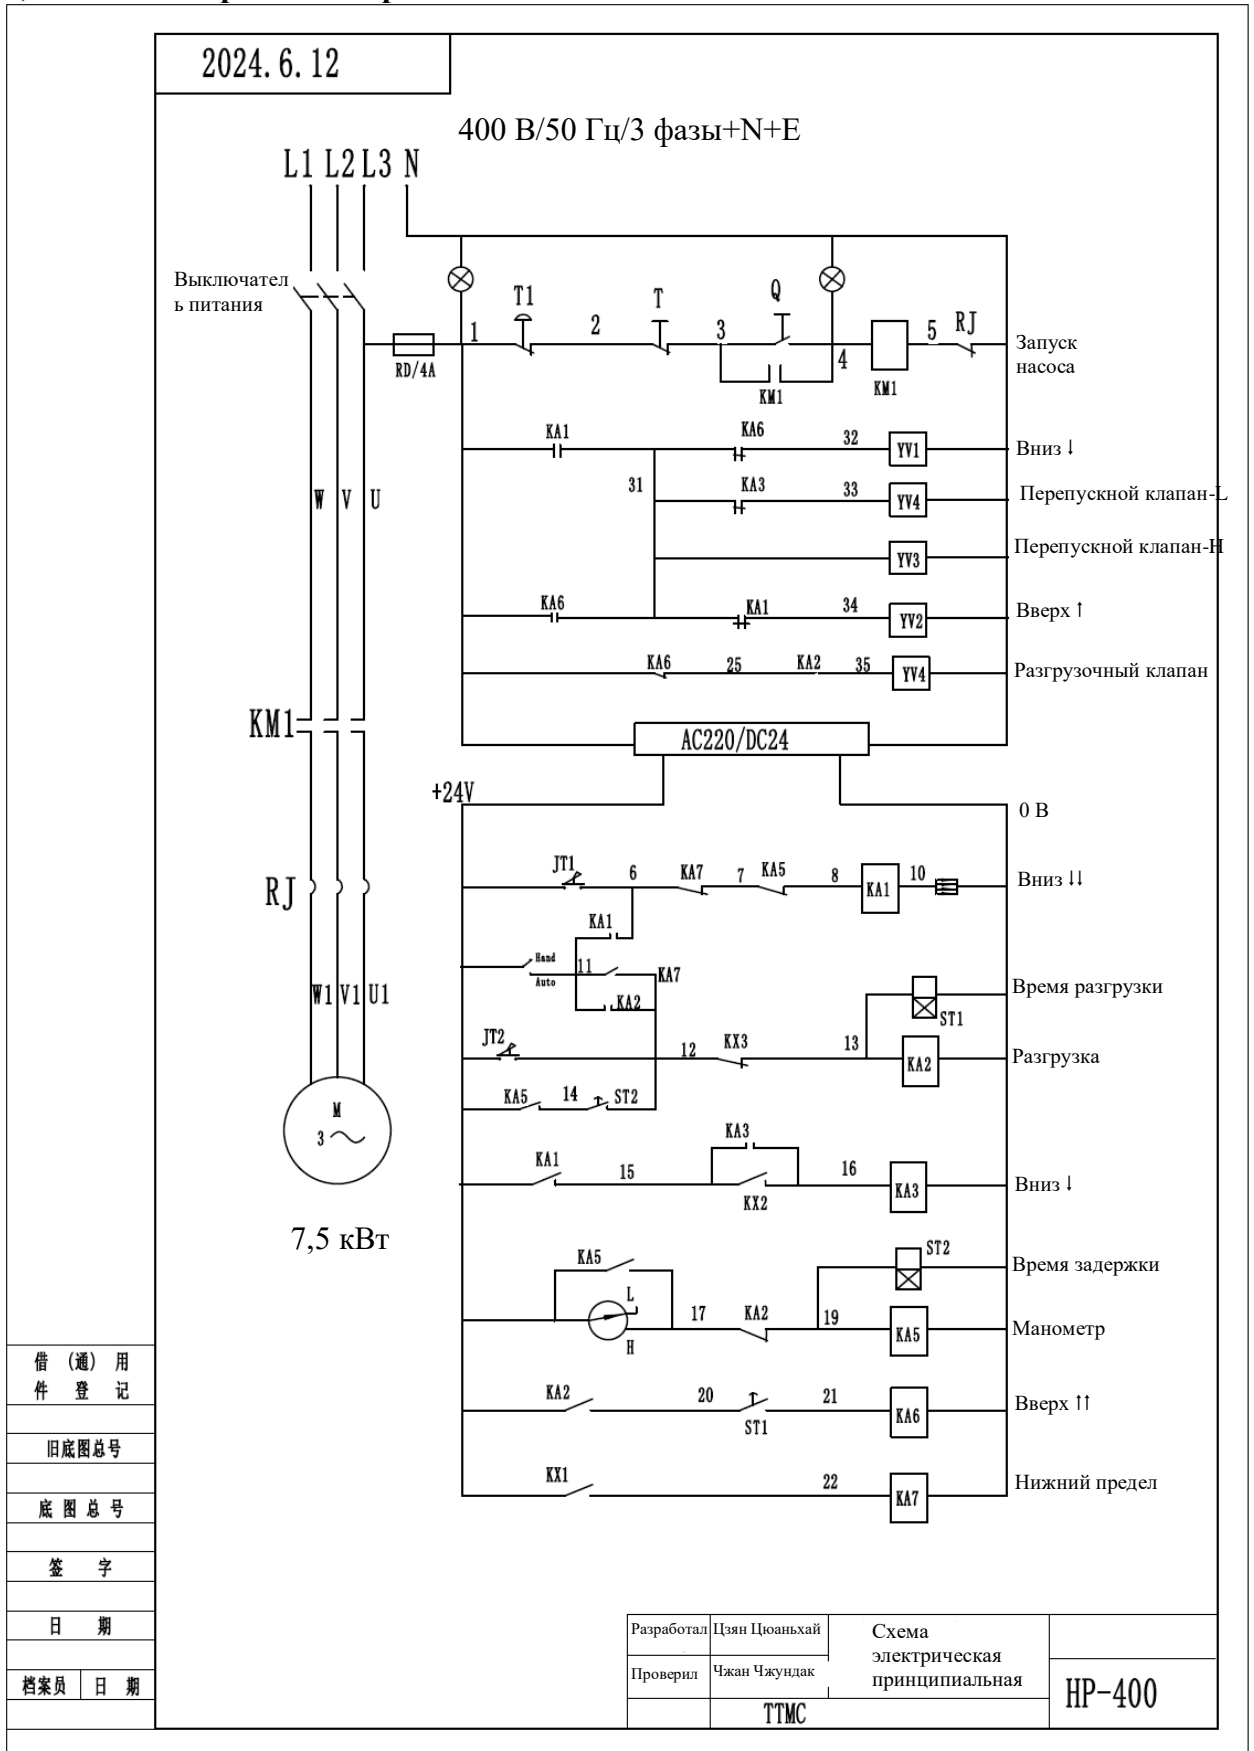 2024.6.12
400 В/50 Гц/3 фазы+N+E
L1 L2 L3 N
Выключател
ь питания
T1
T
Q
1
2
3
4
5
RJ
RD/4A
KM1
KM1
Запуск
насоса
KA1
KA6
32
YV1
Вниз ↓
W
V
U
31
KA3
33
YV4
Перепускной клапан-L
YV3
Перепускной клапан-H
KA6
KA1
34
YV2
Вверх ↑
KA6
25
KA2
35
YV4
Разгрузочный клапан
KM1
AC220/DC24
+24V
0 В
JT1
6
KA7
7
KA5
8
KA1
10
Вниз ↓↓
RJ
KA1
Hand
Auto
11
KA7
KA2
W1
V1
U1
ST1
Время разгрузки
JT2
12
KX3
13
KA2
Разгрузка
KA5
14
ST2
M
3
KA3
KA1
15
KX2
16
KA3
Вниз ↓
7,5 кВт
KA5
L
H
ST2
Время задержки
17
KA2
19
KA5
Манометр
KA2
20
ST1
21
KA6
Вверх ↑↑
KX1
22
KA7
Нижний предел
借 (通) 用
件 登 记
旧底图总号
底 图 总 号
签 字
日 期
档案员 日 期
Разработал Цзян Цюаньхай
Проверил Чжан Чжундак
Схема
электрическая
принципиальная
HP-400
TTMC